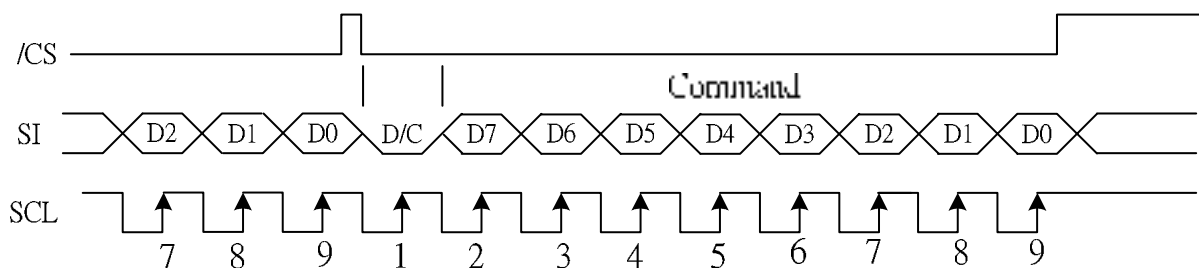 /CS
Command
SI D2 D1 D0 D/C D7 D6 D5 D4 D3 D2 D1 D0
SCL
7 8 9 1 2 3 4 5 6 7 8 9